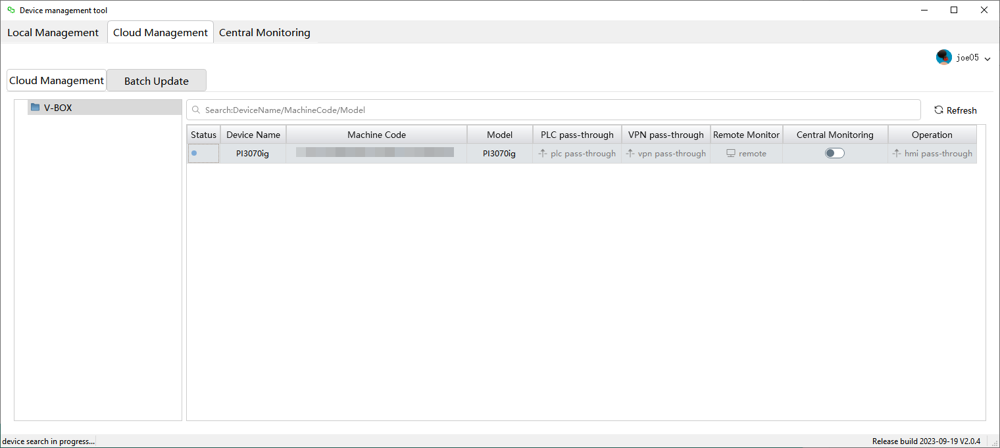 Device management tool
Local Management Cloud Management Central Monitoring
joe05
Cloud Management Batch Update
V-BOX
Search:DeviceName/MachineCode/Model
Refresh
Status Device Name Machine Code Model PLC pass-through VPN pass-through Remote Monitor Central Monitoring Operation
PI3070ig PI3070ig plc pass-through vpn pass-through remote hmi pass-through
device search in progress... Release build 2023-09-19 V2.0.4